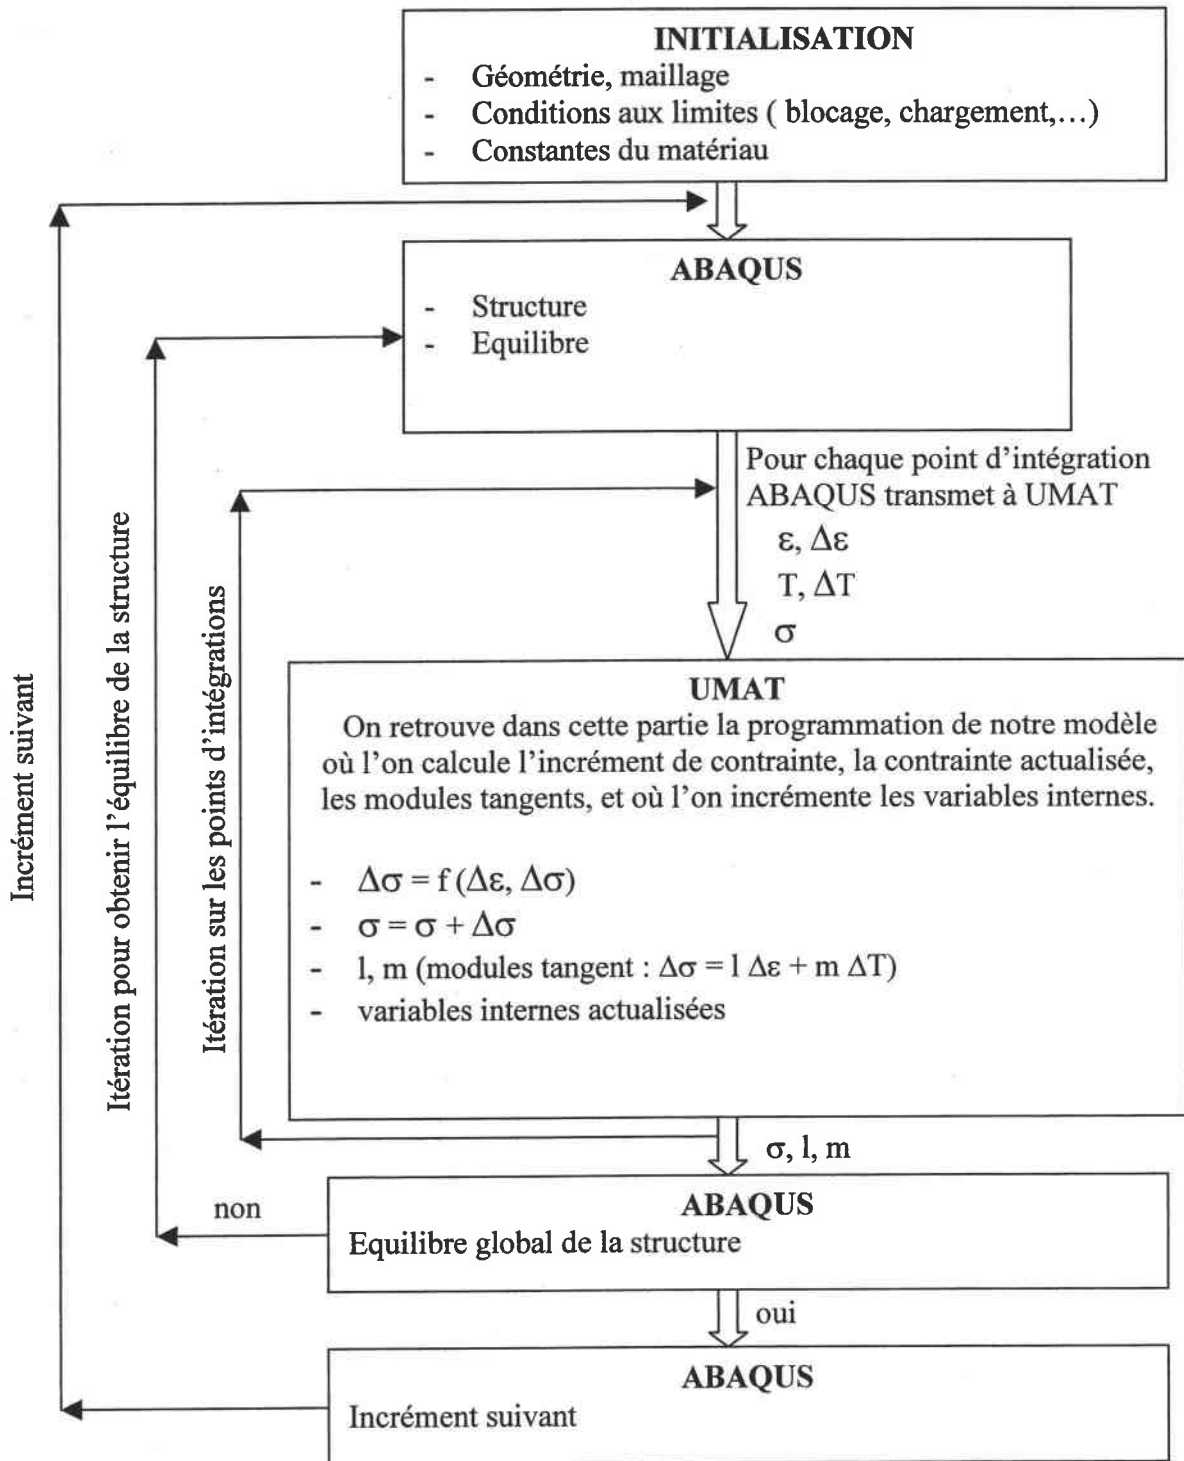 INITIALISATION
- Géométrie, maillage
- Conditions aux limites ( blocage, chargement,…)
- Constantes du matériau
ABAQUS
- Structure
- Equilibre
Pour chaque point d’intégration
ABAQUS transmet à UMAT
ε, Δε
T, ΔT
σ
UMAT
On retrouve dans cette partie la programmation de notre modèle
où l’on calcule l’incrément de contrainte, la contrainte actualisée,
les modules tangents, et où l’on incrémente les variables internes.
- Δσ = f (Δε, Δσ)
- σ = σ + Δσ
- l, m (modules tangent : Δσ = l Δε + m ΔT)
- variables internes actualisées
σ, l, m
ABAQUS
Equilibre global de la structure
non
oui
ABAQUS
Incrément suivant
Incrément suivant
Itération pour obtenir l’équilibre de la structure
Itération sur les points d’intégrations